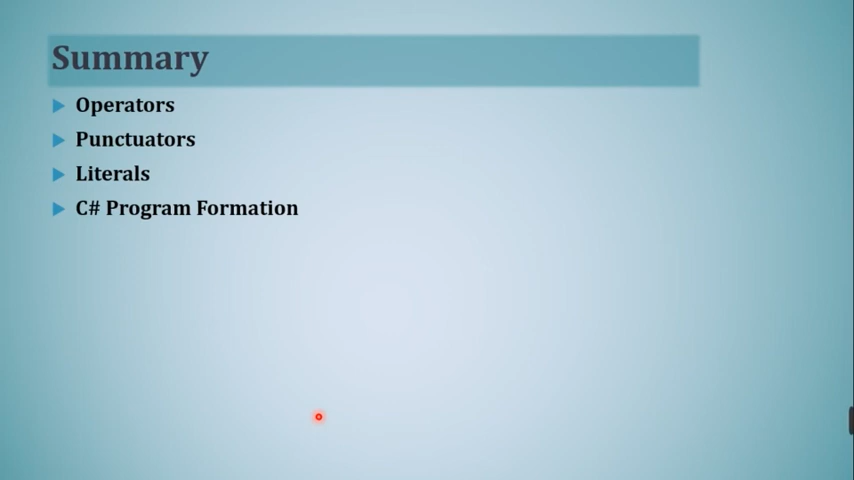 Summary
Operators
Punctuators
Literals
C# Program Formation